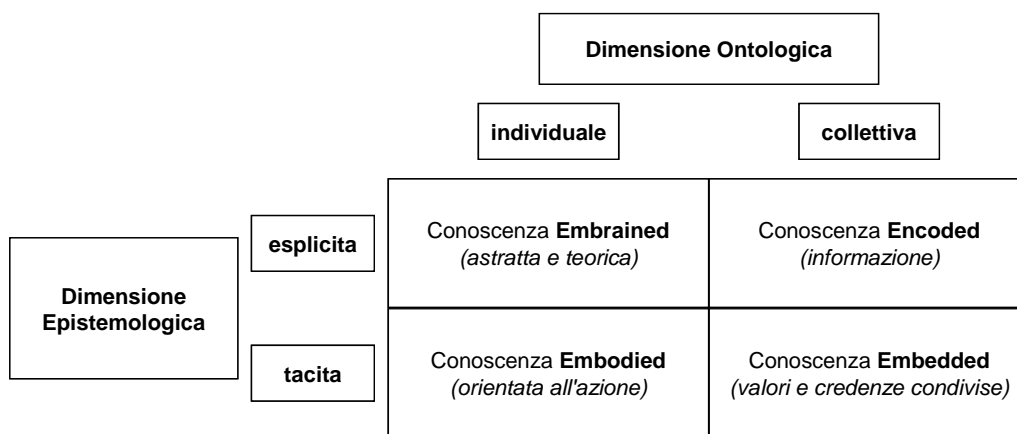 Dimensione Ontologica
individuale
collettiva
esplicita
Conoscenza Embrained
(astratta e teorica)
Conoscenza Encoded
(informazione)
Dimensione
Epistemologica
tacita
Conoscenza Embodied
(orientata all'azione)
Conoscenza Embedded
(valori e credenze condivise)